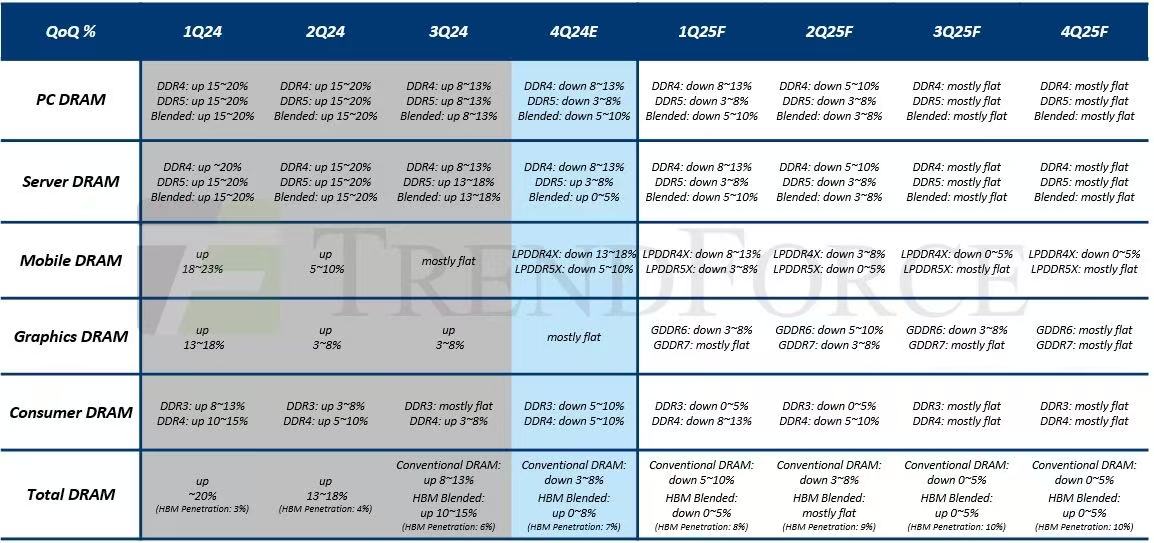 QoQ % 1Q24 2Q24 3Q24 4Q24E 1Q25F 2Q25F 3Q25F 4Q25F
PC DRAM
DDR4: up 15~20% DDR4: up 15~20% DDR4: up 8~13% DDR4: down 8~13% DDR4: down 8~13% DDR4: down 5~10% DDR4: mostly flat DDR4: mostly flat
DDR5: up 15~20% DDR5: up 15~20% DDR5: up 8~13% DDR5: down 3~8% DDR5: down 3~8% DDR5: down 3~8% DDR5: mostly flat DDR5: mostly flat
Blended: up 15~20% Blended: up 15~20% Blended: up 8~13% Blended: down 5~10% Blended: down 5~10% Blended: down 3~8% Blended: mostly flat Blended: mostly flat
Server DRAM
DDR4: up ~20% DDR4: up 15~20% DDR4: up 8~13% DDR4: down 8~13% DDR4: down 8~13% DDR4: down 5~10% DDR4: mostly flat DDR4: mostly flat
DDR5: up 15~20% DDR5: up 15~20% DDR5: up 13~18% DDR5: up 3~8% DDR5: down 3~8% DDR5: down 3~8% DDR5: mostly flat DDR5: mostly flat
Blended: up 15~20% Blended: up 15~20% Blended: up 13~18% Blended: up 0~5% Blended: down 5~10% Blended: down 3~8% Blended: mostly flat Blended: mostly flat
TRENDFORCE
Mobile DRAM
up up mostly flat LPDDR4X: down 13~18% LPDDR4X: down 8~13% LPDDR4X: down 3~8% LPDDR4X: down 0~5% LPDDR4X: down 0~5%
18~23% 5~10% LPDDR5X: down 5~10% LPDDR5X: down 3~8% LPDDR5X: down 0~5% LPDDR5X: mostly flat LPDDR5X: mostly flat
Graphics DRAM
up up up mostly flat GDDR6: down 3~8% GDDR6: down 5~10% GDDR6: down 3~8% GDDR6: mostly flat
13~18% 3~8% 3~8% GDDR7: mostly flat GDDR7: down 3~8% GDDR7: mostly flat GDDR7: mostly flat
Consumer DRAM
DDR3: up 8~13% DDR3: up 3~8% DDR3: mostly flat DDR3: down 5~10% DDR3: down 0~5% DDR3: down 0~5% DDR3: mostly flat DDR3: mostly flat
DDR4: up 10~15% DDR4: up 5~10% DDR4: up 3~8% DDR4: down 5~10% DDR4: down 8~13% DDR4: down 5~10% DDR4: mostly flat DDR4: mostly flat
Total DRAM
Conventional DRAM: Conventional DRAM: Conventional DRAM: Conventional DRAM: Conventional DRAM: Conventional DRAM:
up 8~13% down 3~8% down 5~10% down 3~8% down 0~5% down 0~5%
up up HBM Blended: HBM Blended: HBM Blended: HBM Blended: HBM Blended: HBM Blended:
~20% 13~18% up 10~15% up 0~8% down 0~5% mostly flat up 0~5% up 0~5%
(HBM Penetration: 3%) (HBM Penetration: 4%) (HBM Penetration: 6%) (HBM Penetration: 7%) (HBM Penetration: 8%) (HBM Penetration: 9%) (HBM Penetration: 10%) (HBM Penetration: 10%)